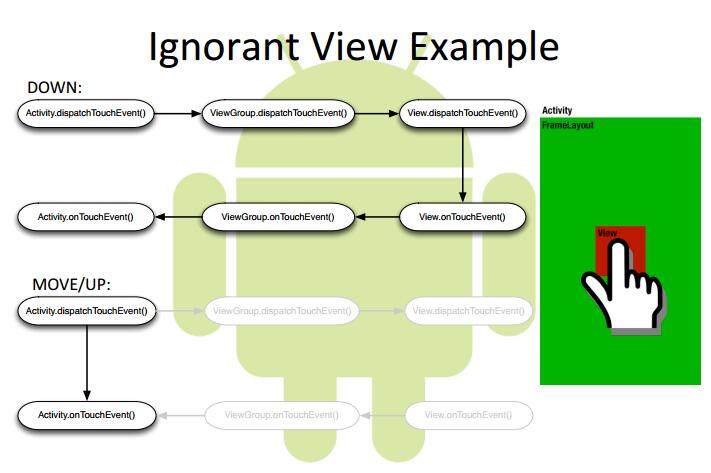 Ignorant View Example
DOWN:
Activity.dispatchTouchEvent() ViewGroup.dispatchTouchEvent() View.dispatchTouchEvent()
Activity.onTouchEvent() ViewGroup.onTouchEvent() View.onTouchEvent()
MOVE/UP:
Activity.dispatchTouchEvent() ViewGroup.dispatchTouchEvent() View.dispatchTouchEvent()
Activity.onTouchEvent() ViewGroup.onTouchEvent() View.onTouchEvent()
Activity
FrameLayout
View